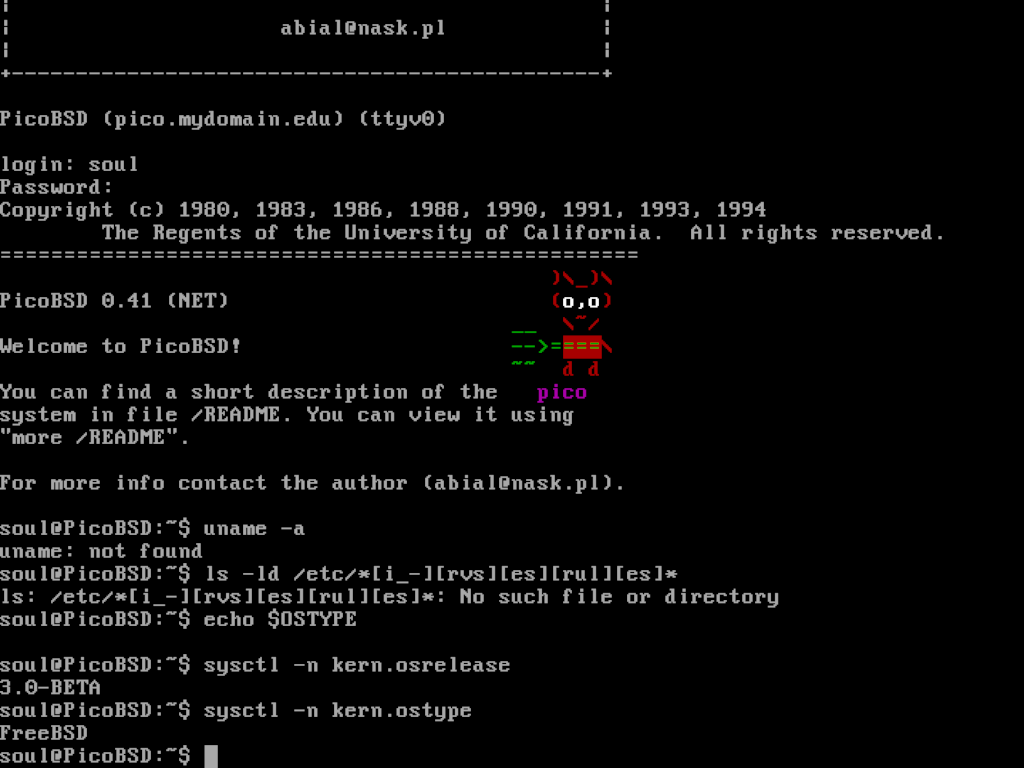 ¦                                                            ¦
¦                     abial@nask.pl            ¦
¦                                              ¦
+----------------------------------------------+

PicoBSD (pico.mydomain.edu) (ttyv0)

login: soul
Password:
Copyright (c) 1980, 1983, 1986, 1988, 1990, 1991, 1993, 1994
        The Regents of the University of California.  All rights reserved.
==================================================
                                           )\_)\
PicoBSD 0.41 (NET)                         (o,o)
                                        __  \~/
Welcome to PicoBSD!                     -->====\
                                        ~~  d d
You can find a short description of the   pico
system in file /README. You can view it using
"more /README".

For more info contact the author (abial@nask.pl).

soul@PicoBSD:~$ uname -a
uname: not found
soul@PicoBSD:~$ ls -ld /etc/*[i_-][rvs][es][rul][es]*
ls: /etc/*[i_-][rvs][es][rul][es]*: No such file or directory
soul@PicoBSD:~$ echo $OSTYPE

soul@PicoBSD:~$ sysctl -n kern.osrelease
3.0-BETA
soul@PicoBSD:~$ sysctl -n kern.ostype
FreeBSD
soul@PicoBSD:~$